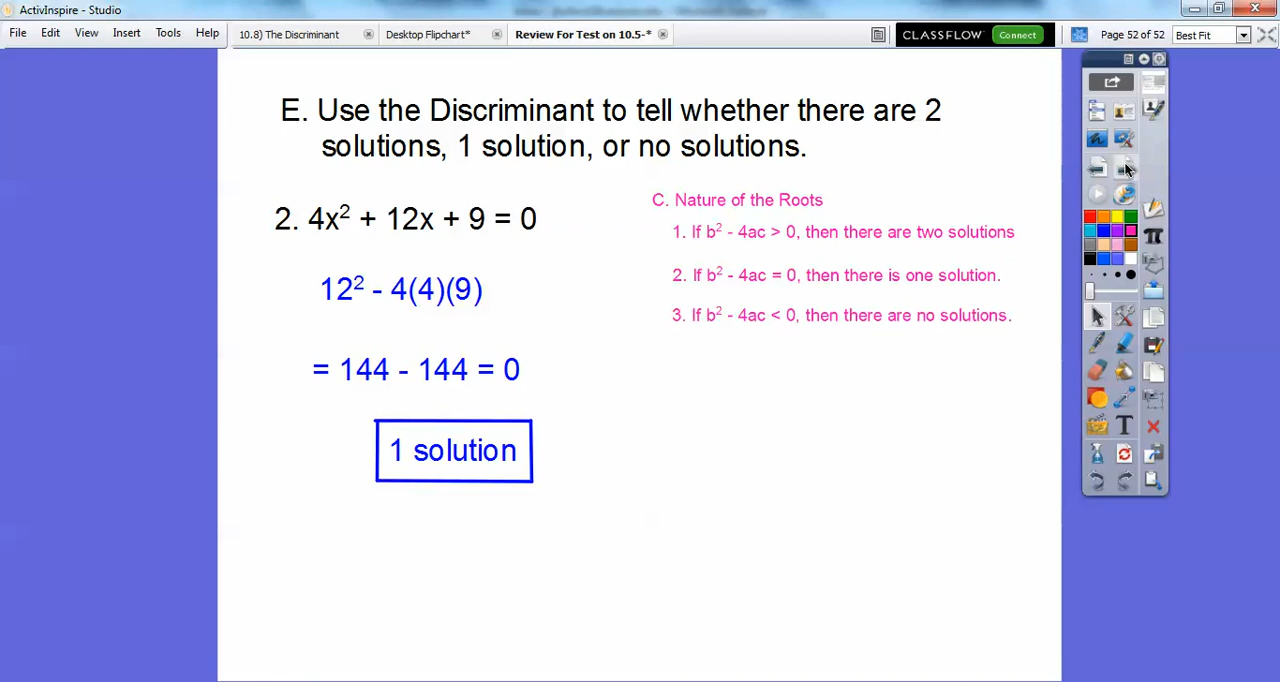 ActivInspire - Studio
File Edit View Insert Tools Help
10.8) The Discriminant
Desktop Flipchart*
Review For Test on 10.5-*
CLASSFLOW Connect
Page 52 of 52
Best Fit
E. Use the Discriminant to tell whether there are 2
solutions, 1 solution, or no solutions.
2. 4x² + 12x + 9 = 0
12² - 4(4)(9)
= 144 - 144 = 0
1 solution
C. Nature of the Roots
1. If b² - 4ac > 0, then there are two solutions
2. If b² - 4ac = 0, then there is one solution.
3. If b² - 4ac < 0, then there are no solutions.
π
T